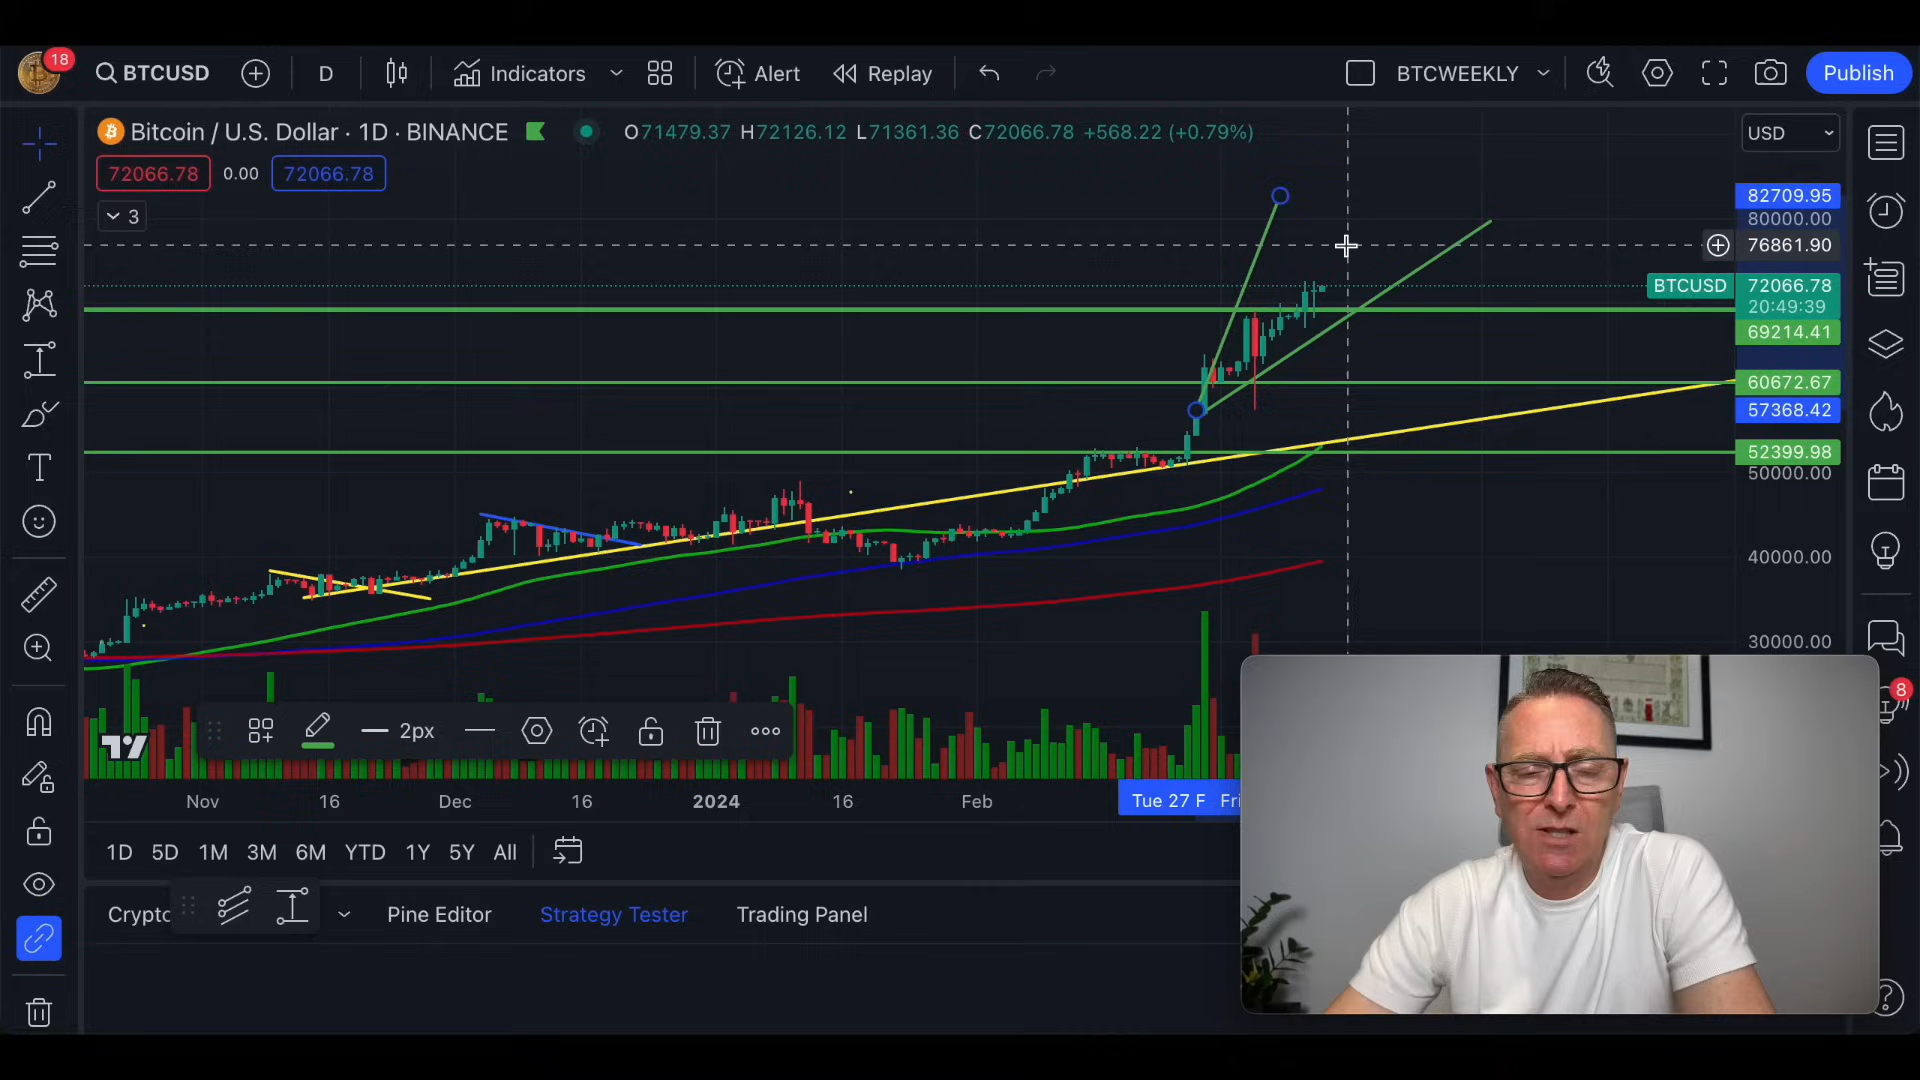 18
BTCUSD
D
Indicators
Alert
Replay
BTCWEEKLY
Publish
Bitcoin / U.S. Dollar · 1D · BINANCE
O71479.37 H72126.12 L71361.36 C72066.78 +568.22 (+0.79%)
USD
72066.78
0.00
72066.78
3
82709.95
80000.00
76861.90
BTCUSD
72066.78
20:49:39
69214.41
60672.67
57368.42
52399.98
50000.00
40000.00
30000.00
8
2px
Nov
16
Dec
16
2024
16
Feb
Tue 27 F
Fri
1D
5D
1M
3M
6M
YTD
1Y
5Y
All
Crypto
Pine Editor
Strategy Tester
Trading Panel